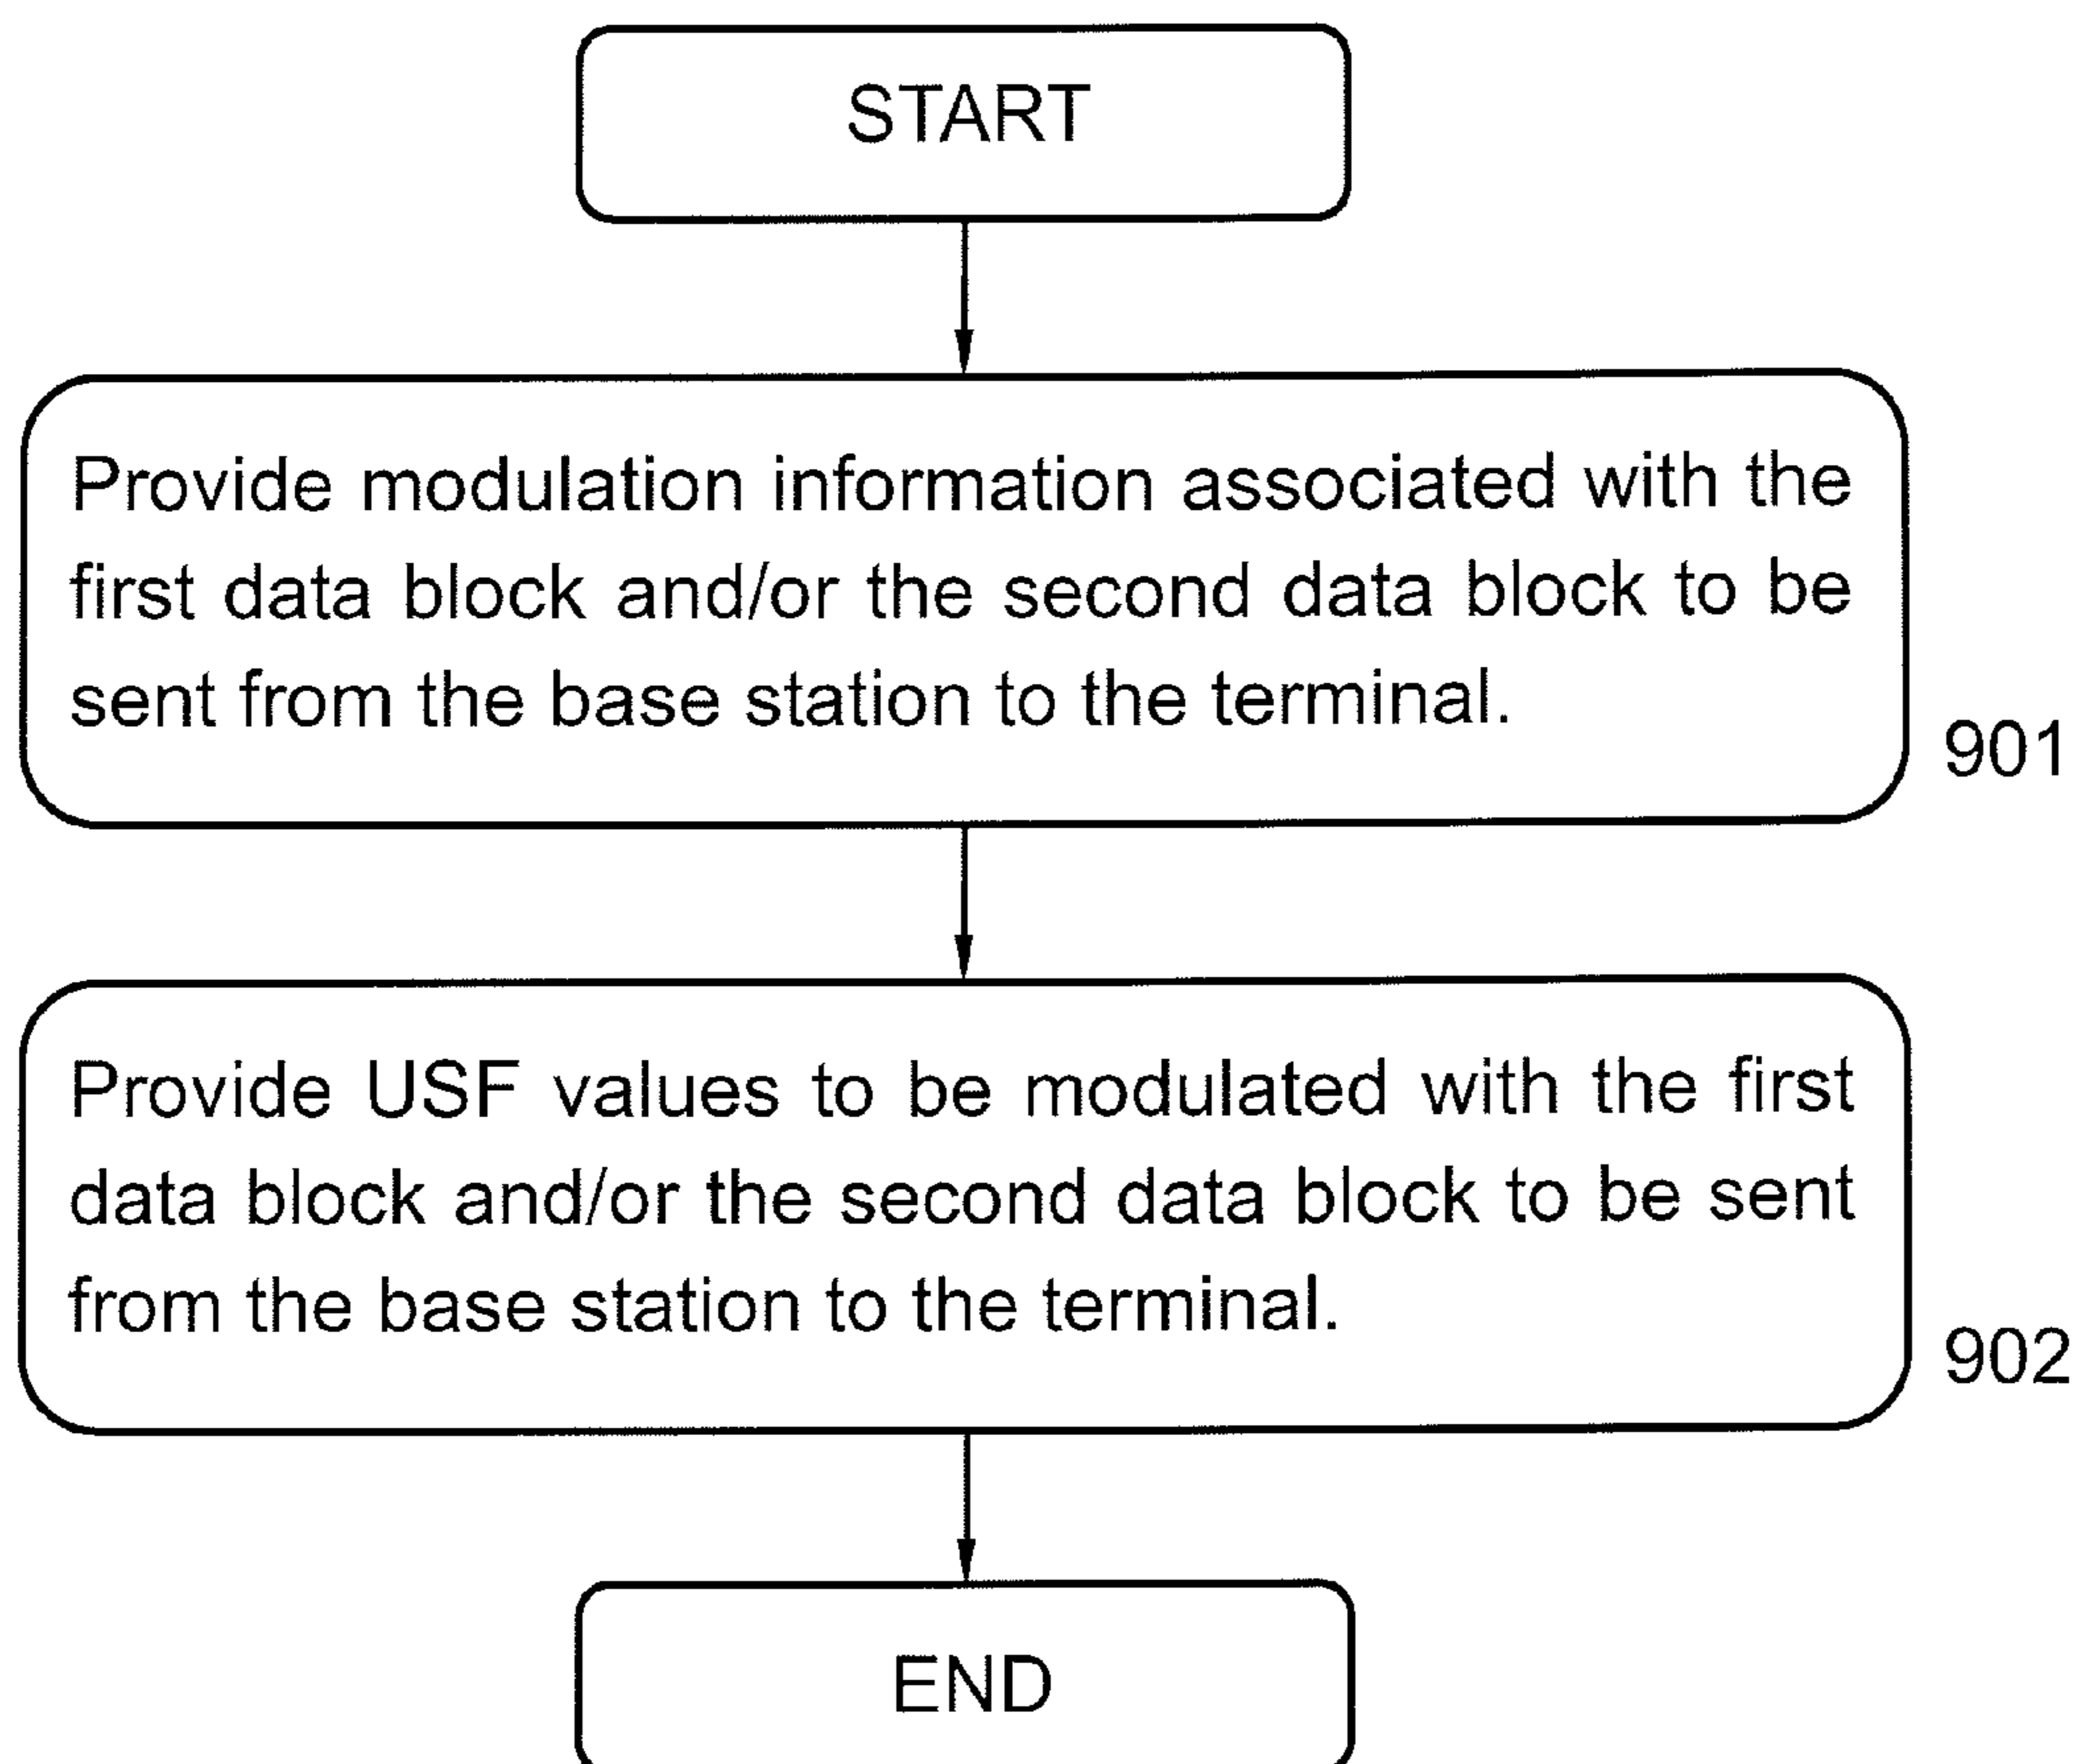 START
Provide modulation information associated with the
first data block and/or the second data block to be
sent from the base station to the terminal.
901
Provide USF values to be modulated with the first
data block and/or the second data block to be sent
from the base station to the terminal.
902
END